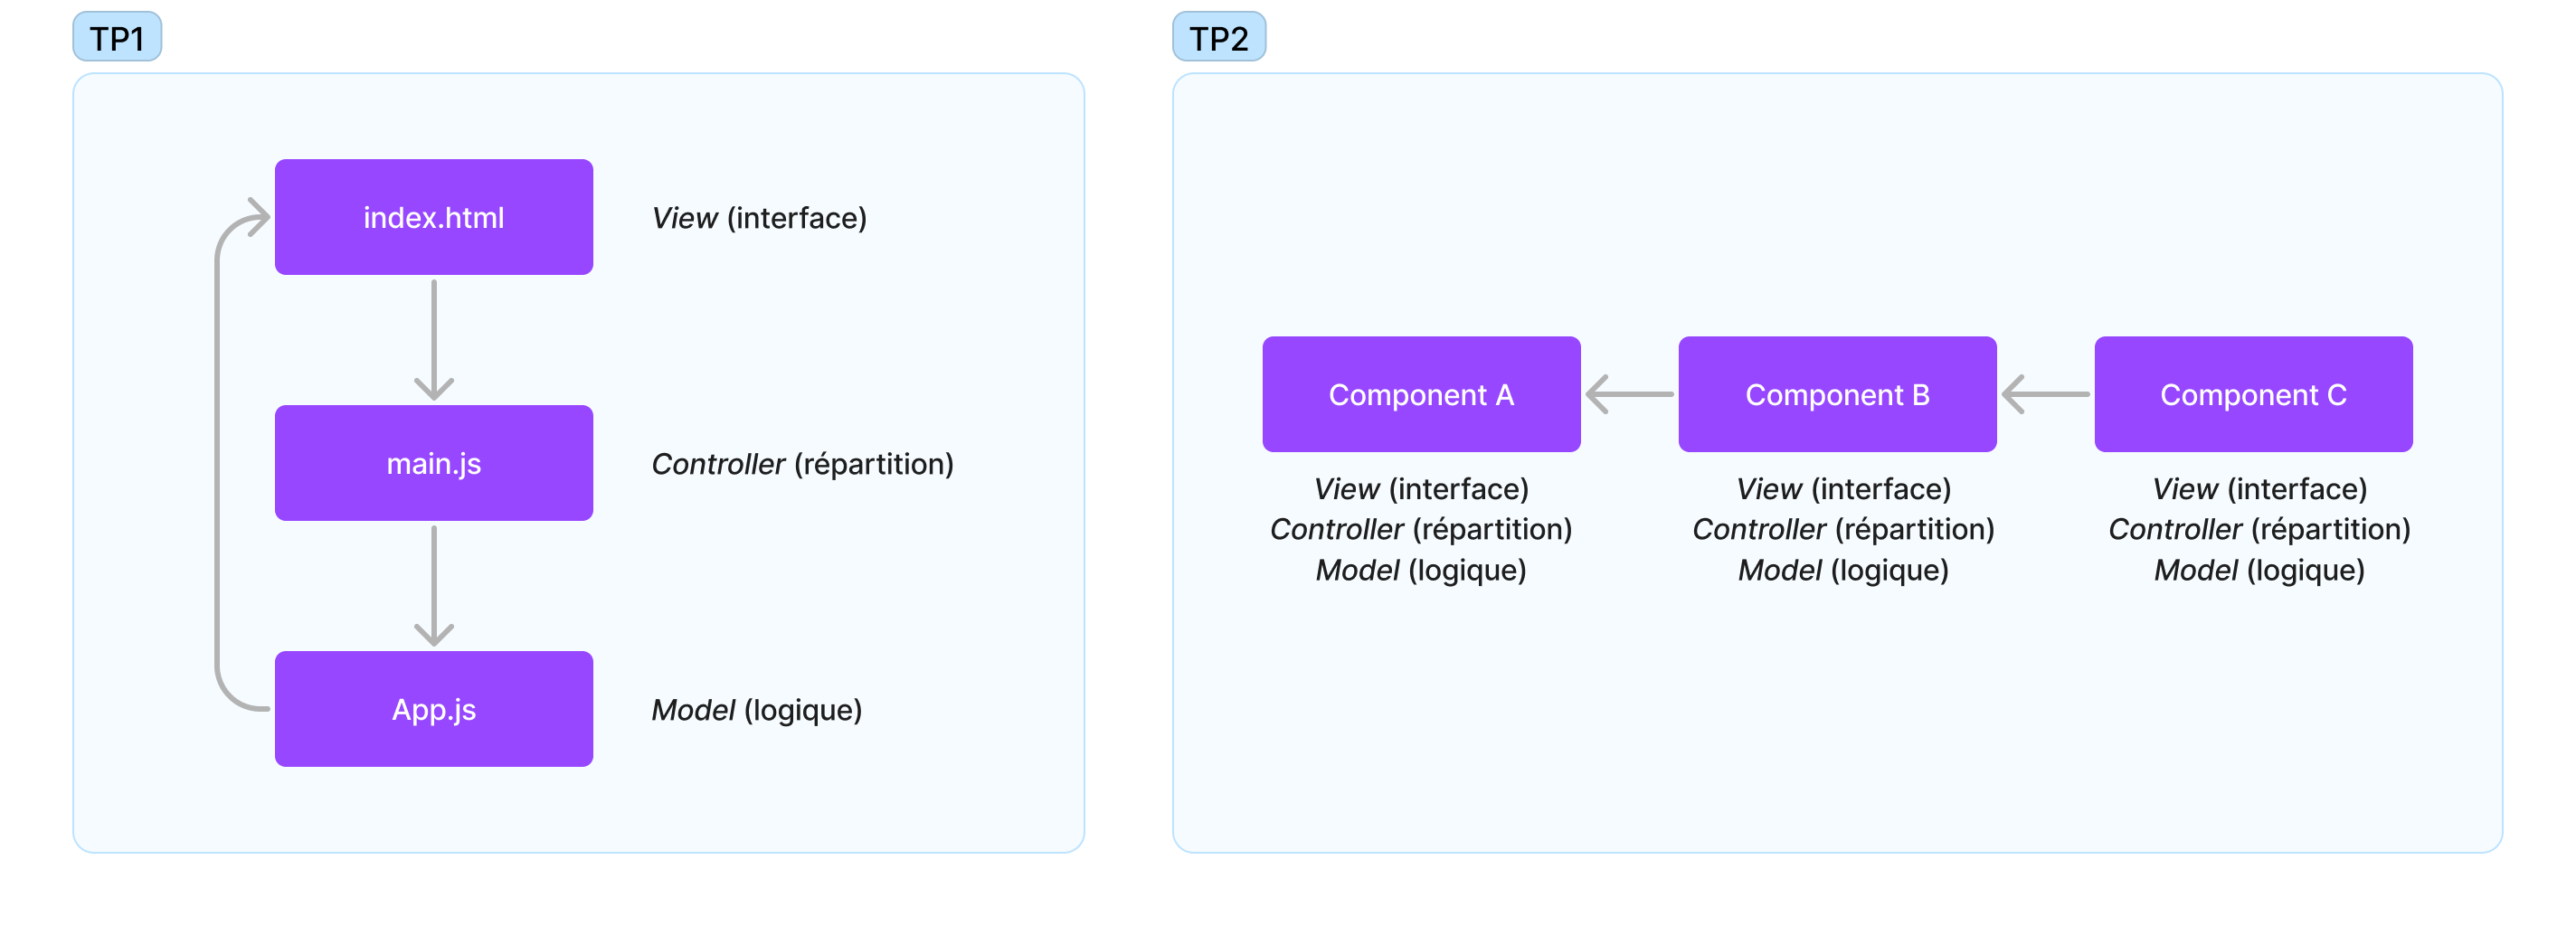 TP1
index.html
View (interface)
main.js
Controller (répartition)
App.js
Model (logique)
TP2
Component A
View (interface)
Controller (répartition)
Model (logique)
Component B
View (interface)
Controller (répartition)
Model (logique)
Component C
View (interface)
Controller (répartition)
Model (logique)